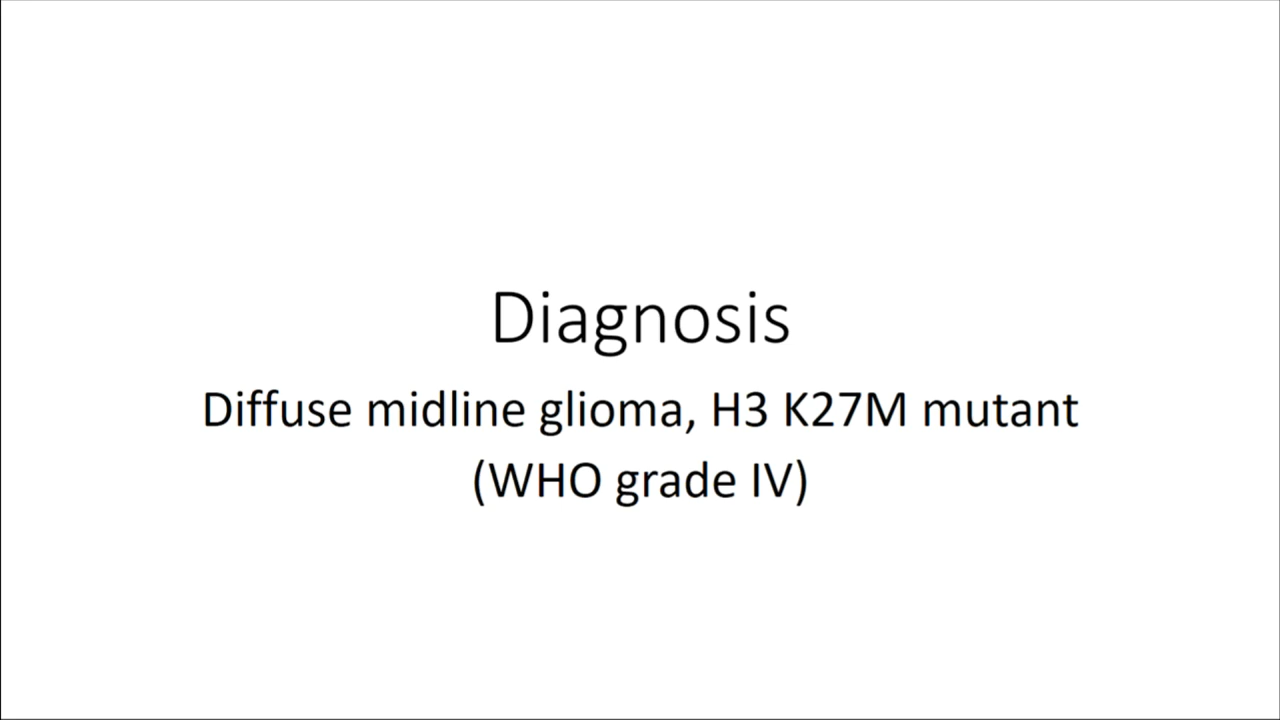 Diagnosis
Diffuse midline glioma, H3 K27M mutant
(WHO grade IV)